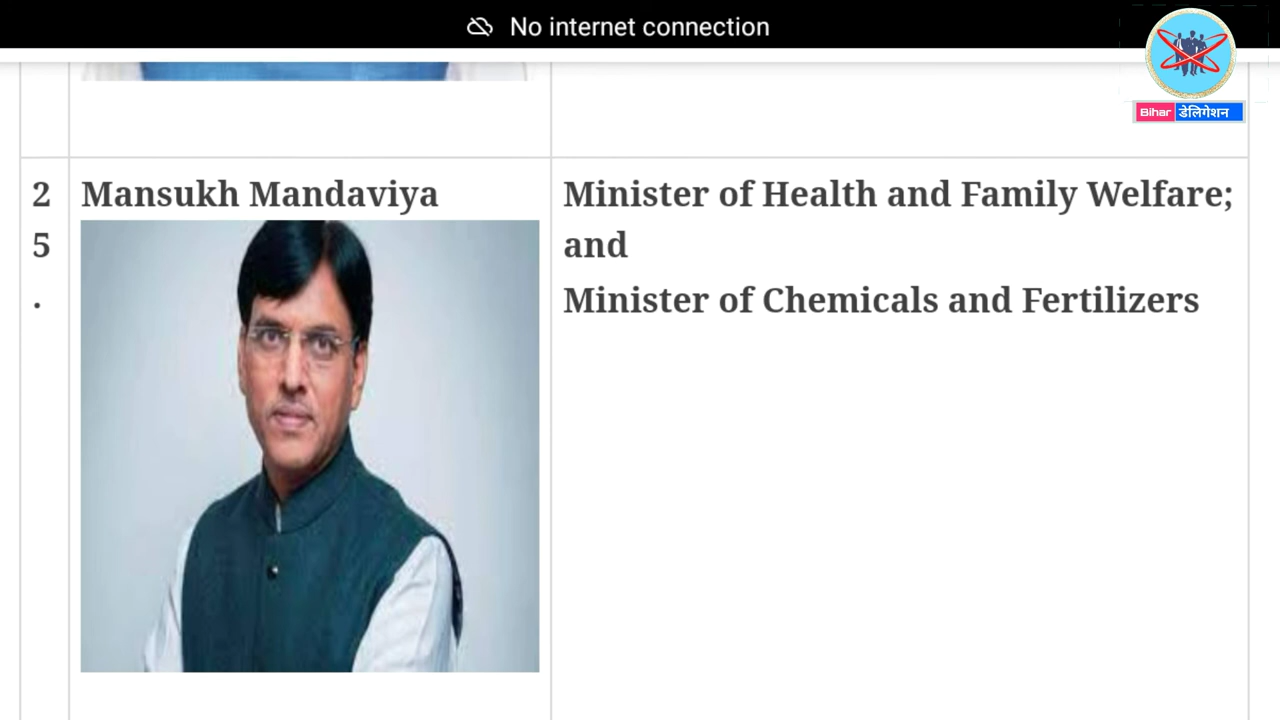 No internet connection
Bihar डेलिगेशन
2 Mansukh Mandaviya Minister of Health and Family Welfare;
5 and
. Minister of Chemicals and Fertilizers